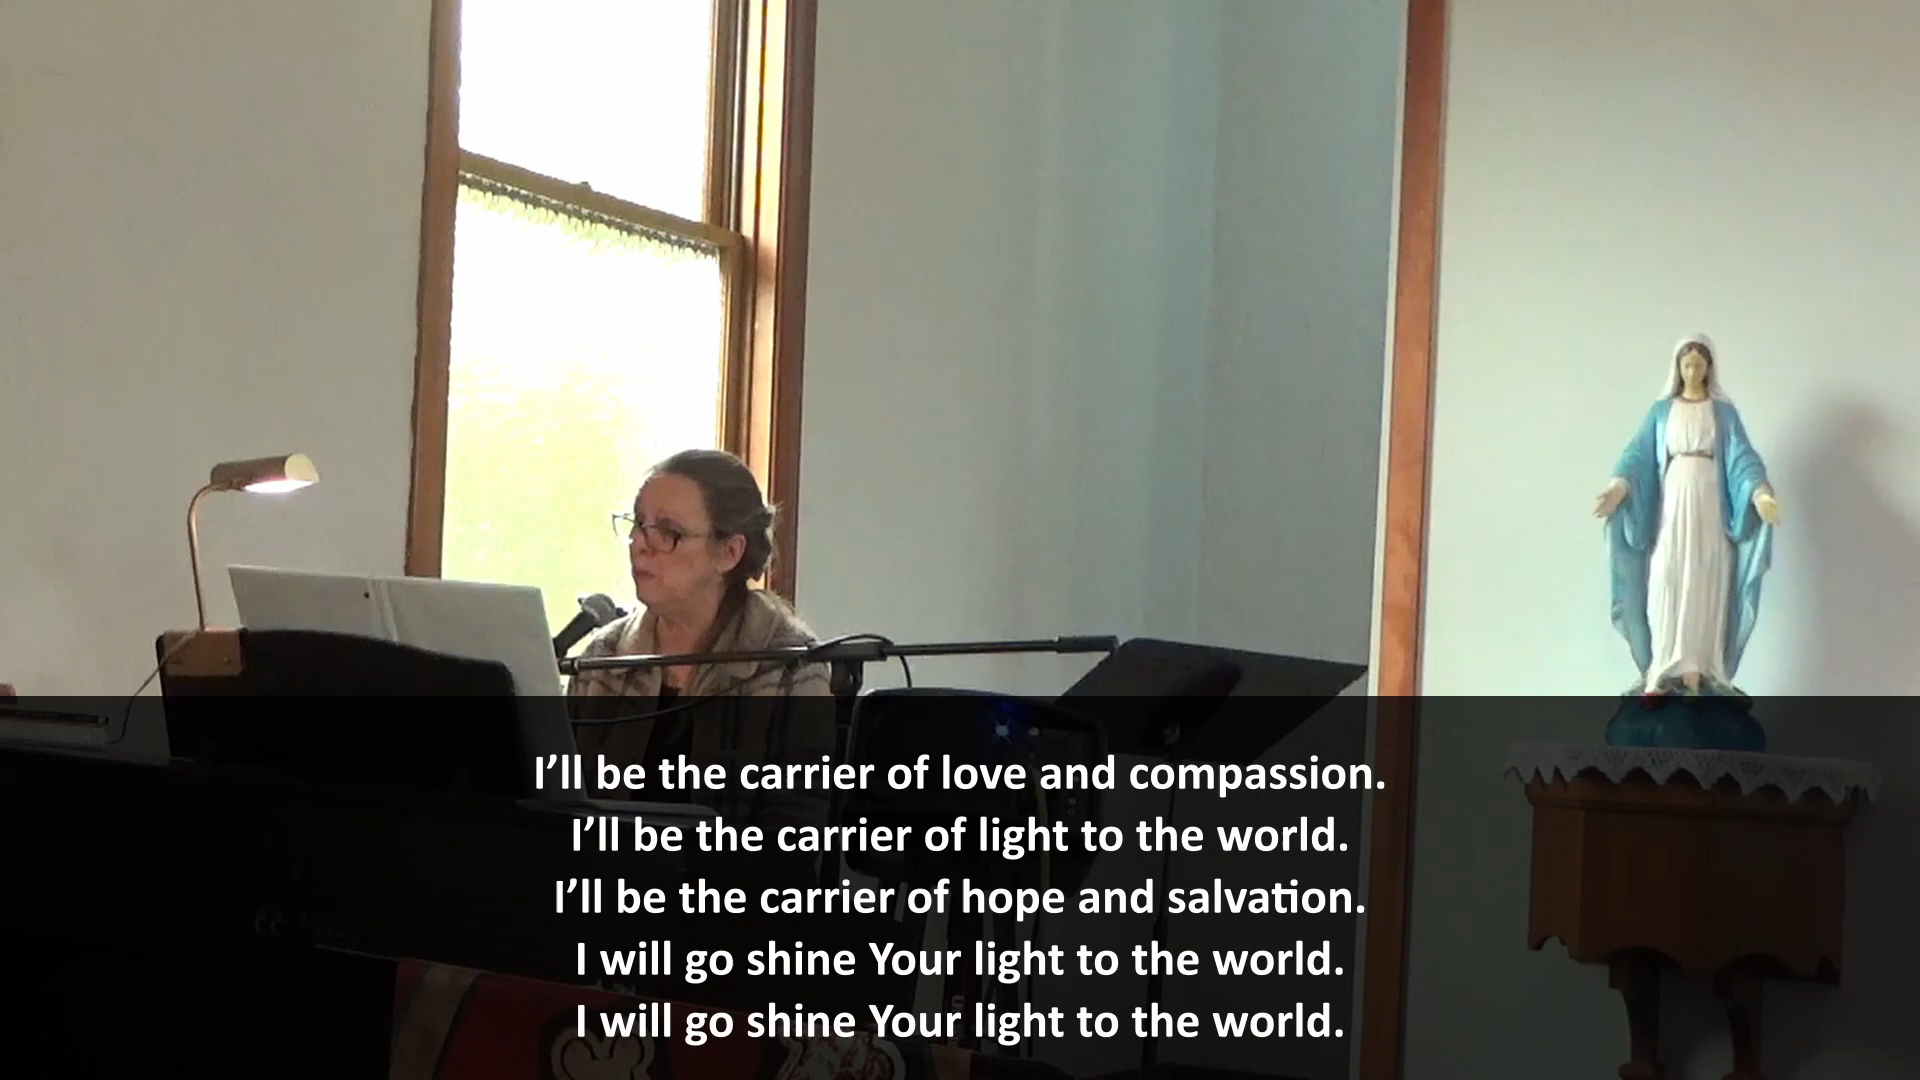 I’ll be the carrier of love and compassion.
I’ll be the carrier of light to the world.
I’ll be the carrier of hope and salvation.
I will go shine Your light to the world.
I will go shine Your light to the world.